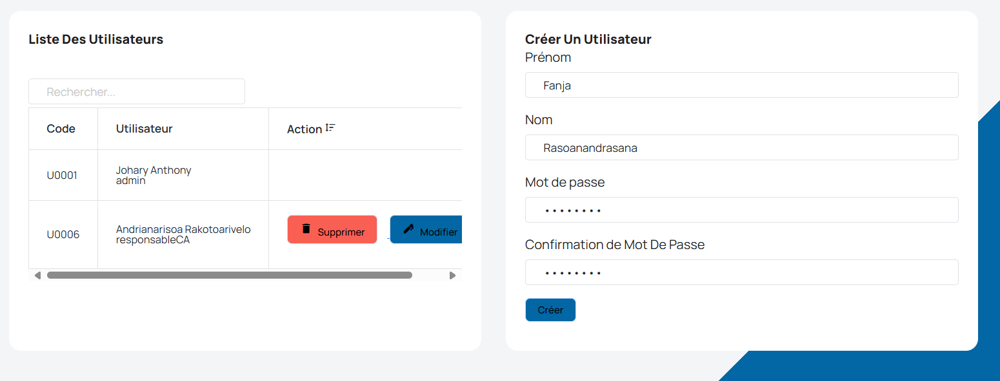 Liste Des Utilisateurs
Rechercher...
Code Utilisateur Action
U0001 Johary Anthony
admin
U0006 Andrianarisoa Rakotoarivelo
responsableCA
Supprimer Modifier
Créer Un Utilisateur
Prénom
Fanja
Nom
Rasoanandrasana
Mot de passe
••••••••
Confirmation de Mot De Passe
••••••••
Créer